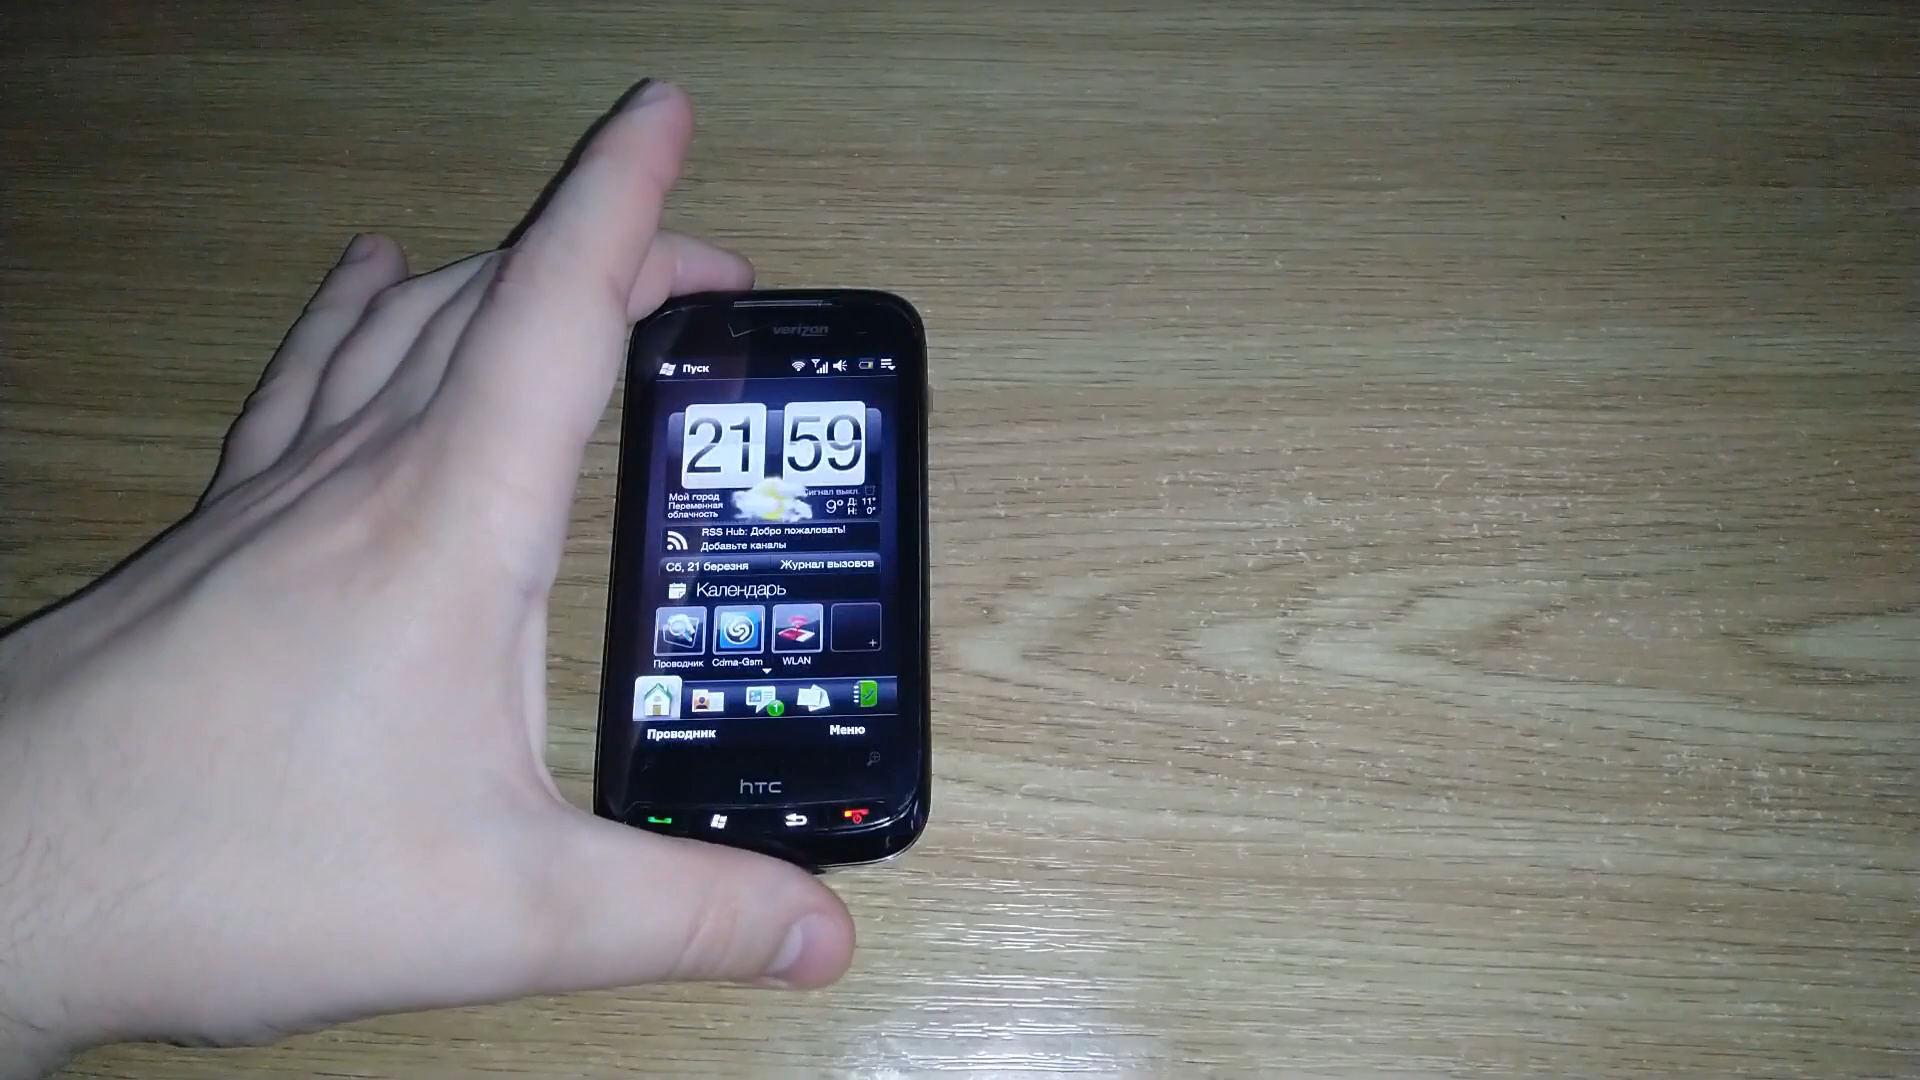 verizon
Пуск
21 59
Мой город
Переменная
облачность
Сигнал выкл.
9° Д: 11°
Н: 0°
RSS Hub: Добро пожаловать!
Добавьте каналы
Сб, 21 березня Журнал вызовов
Календарь
Проводник Cdma-Gsm WLAN
1
Проводник Меню
hTC